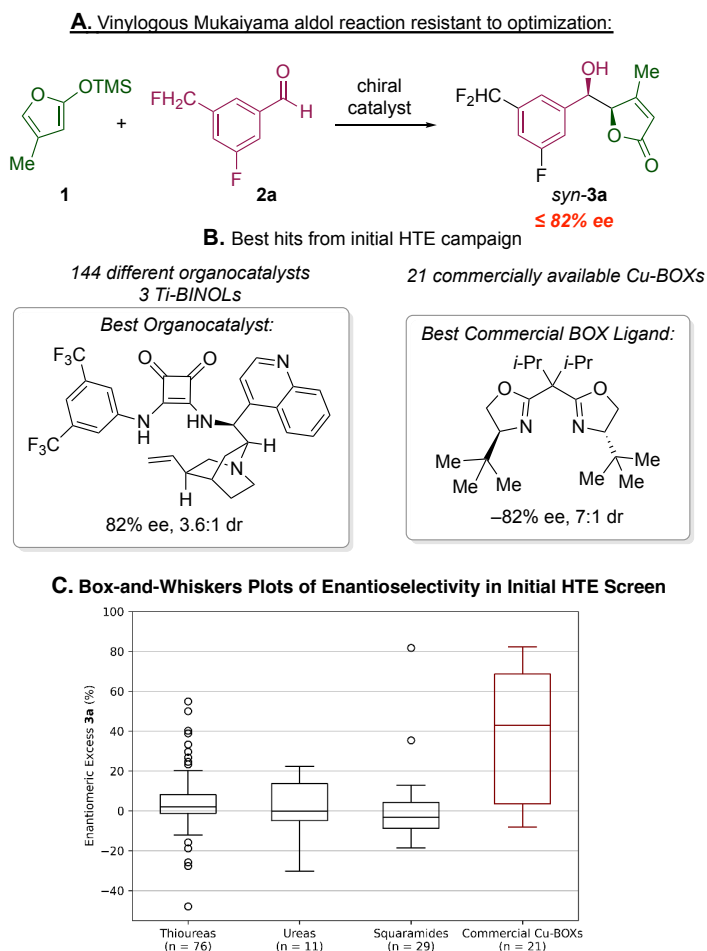 A. Vinylogous Mukaiyama aldol reaction resistant to optimization:
O
OTMS
Me
1
+
FH2C
O
H
F
2a
chiral
catalyst
OH
Me
F2HC
O
O
F
syn-3a
≤ 82% ee
B. Best hits from initial HTE campaign
144 different organocatalysts
3 Ti-BINOLs
21 commercially available Cu-BOXs
Best Organocatalyst:
F3C
F3C
O
O
N
H
HN
N
H
N
H
82% ee, 3.6:1 dr
Best Commercial BOX Ligand:
i-Pr
i-Pr
O
O
N
N
Me
Me
Me
Me
Me
Me
–82% ee, 7:1 dr
C. Box-and-Whiskers Plots of Enantioselectivity in Initial HTE Screen
Enantiomeric Excess 3a (%)
100
80
60
40
20
0
−20
−40
Thioureas
(n = 76)
Ureas
(n = 11)
Squaramides
(n = 29)
Commercial Cu-BOXs
(n = 21)